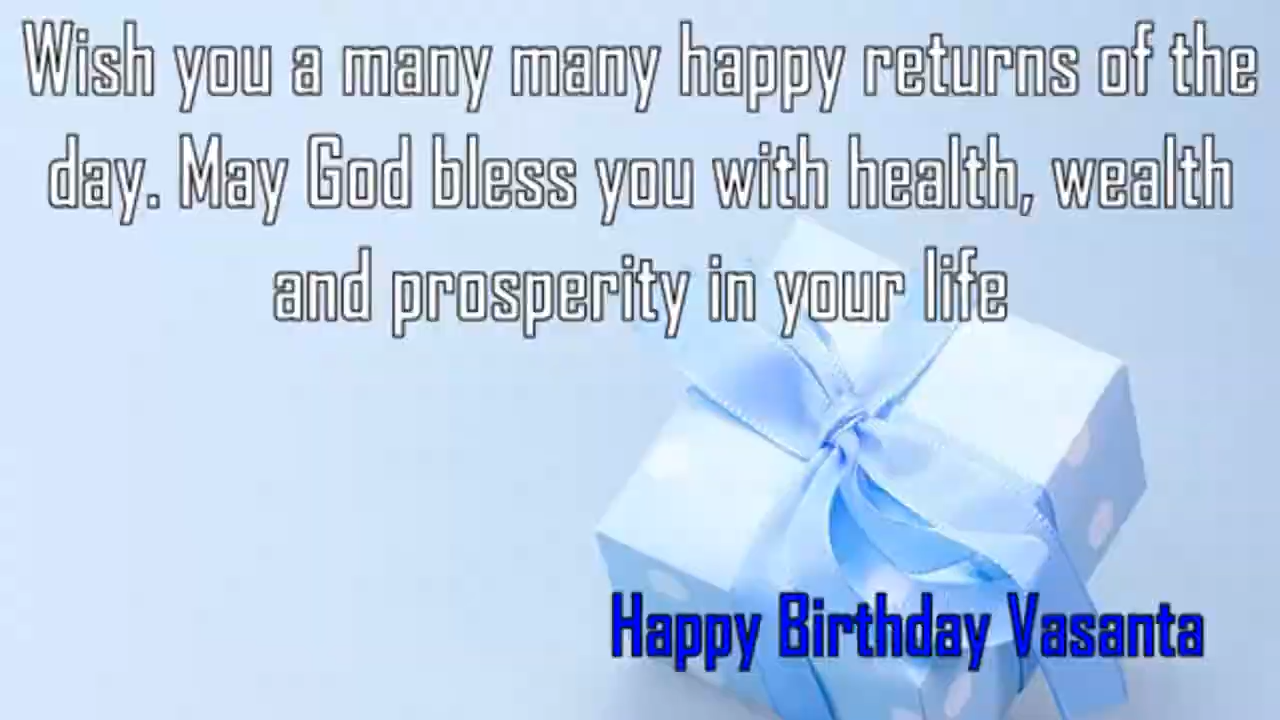 Wish you a many many happy returns of the
day. May God bless you with health, wealth
and prosperity in your life
Happy Birthday Vasanta